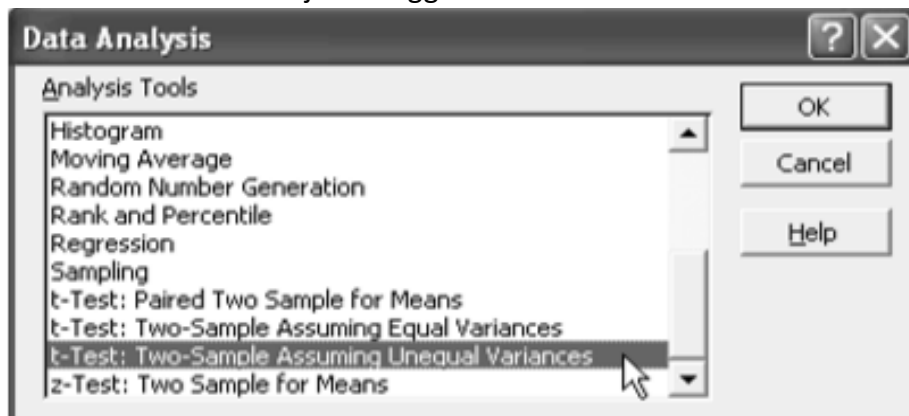 Data Analysis
Analysis Tools
Histogram
Moving Average
Random Number Generation
Rank and Percentile
Regression
Sampling
t-Test: Paired Two Sample for Means
t-Test: Two-Sample Assuming Equal Variances
t-Test: Two-Sample Assuming Unequal Variances
z-Test: Two Sample for Means
OK
Cancel
Help